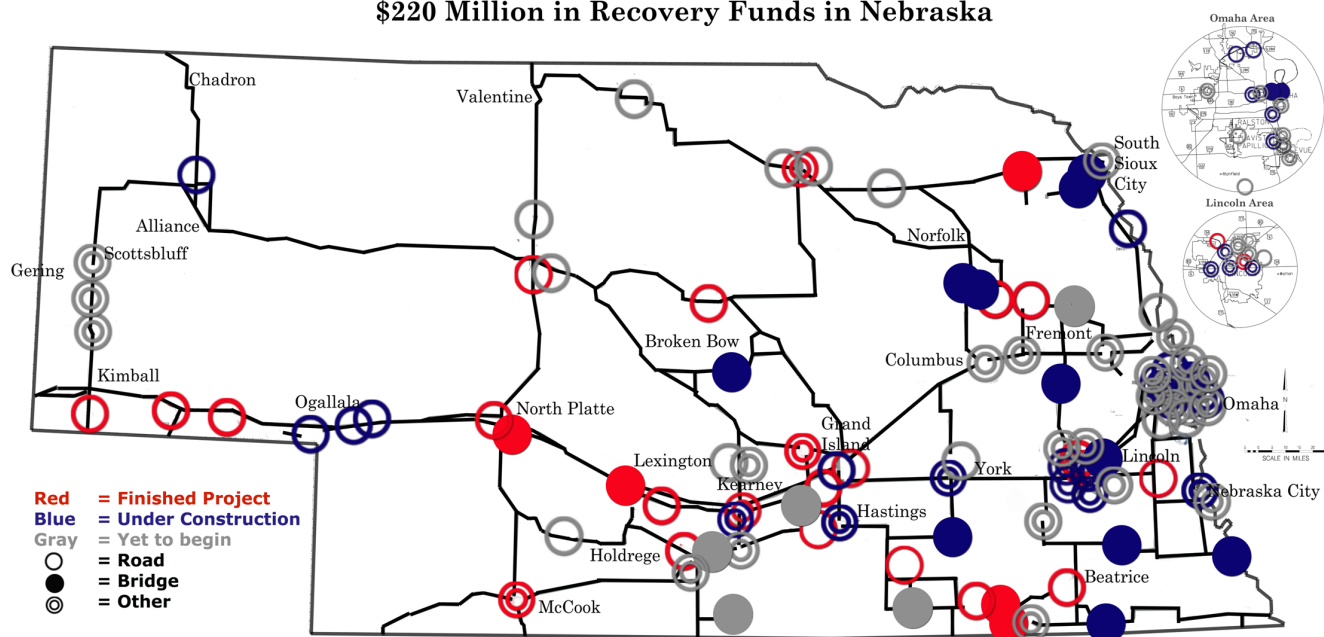 $220 Million in Recovery Funds in Nebraska
Omaha Area
Chadron
Valentine
RALSTON
South
Sioux
City
Lincoln Area
Alliance
Scottsbluff
Gering
Norfolk
Broken Bow
Fremont
Columbus
Kimball
Ogallala
North Platte
Omaha
N
Grand
Island
SCALE IN MILES
Lexington
York
Lincoln
Kearney
Nebraska City
Hastings
Red = Finished Project
Blue = Under Construction
Gray = Yet to begin
= Road
= Bridge
= Other
Holdrege
Beatrice
McCook